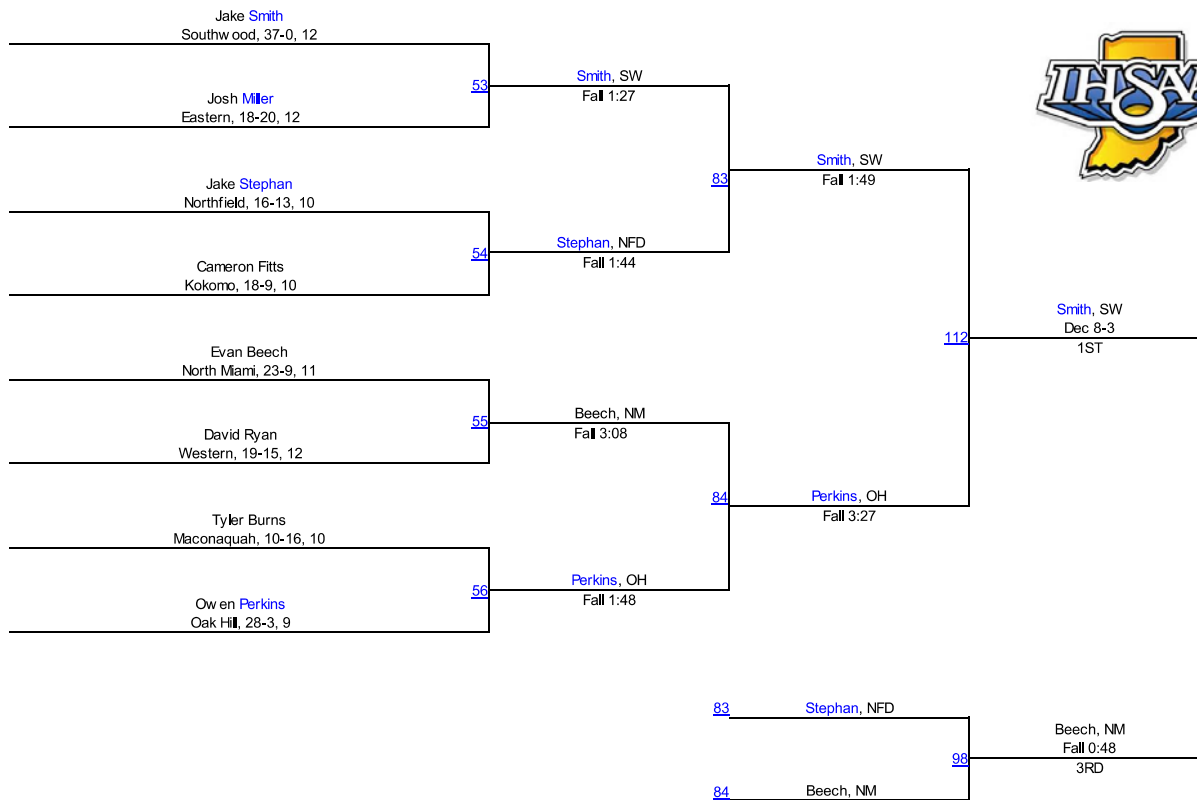 Jake Smith
Southwood, 37-0, 12
53
Josh Miller
Eastern, 18-20, 12
Smith, SW
Fall 1:27
Jake Stephan
Northfield, 16-13, 10
54
Cameron Fitts
Kokomo, 18-9, 10
Stephan, NFD
Fall 1:44
83
Smith, SW
Fall 1:49
Evan Beech
North Miami, 23-9, 11
55
David Ryan
Western, 19-15, 12
Beech, NM
Fall 3:08
Tyler Burns
Maconaquah, 10-16, 10
56
Owen Perkins
Oak Hill, 28-3, 9
Perkins, OH
Fall 1:48
84
Perkins, OH
Fall 3:27
112
Smith, SW
Dec 8-3
1ST
IHSAA
83
Stephan, NFD
98
84
Beech, NM
Beech, NM
Fall 0:48
3RD